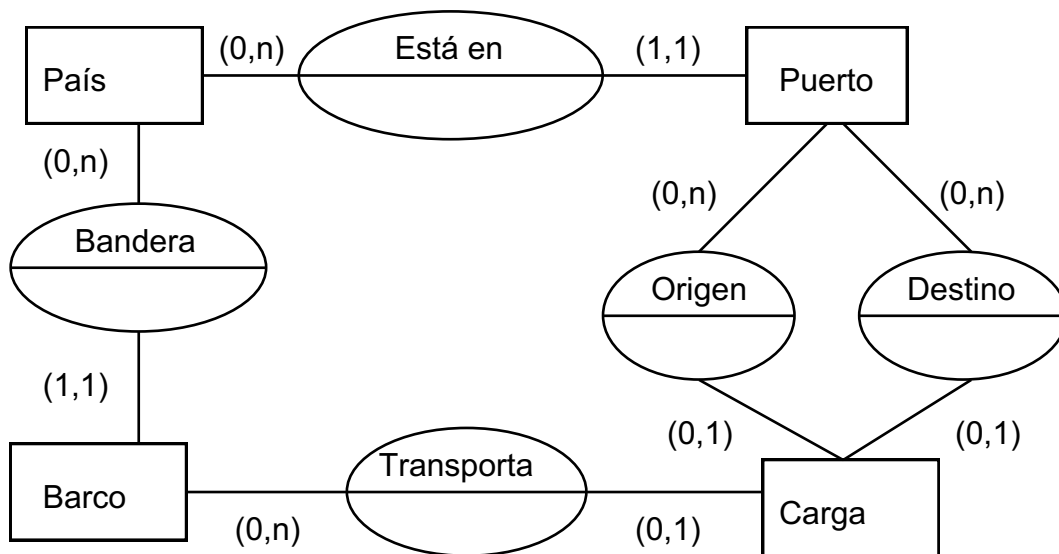 (0,n)
Está en
(1,1)
País
Puerto
(0,n)
(0,n)
(0,n)
Bandera
Origen
Destino
(1,1)
(0,1)
(0,1)
Transporta
Barco
Carga
(0,n)
(0,1)